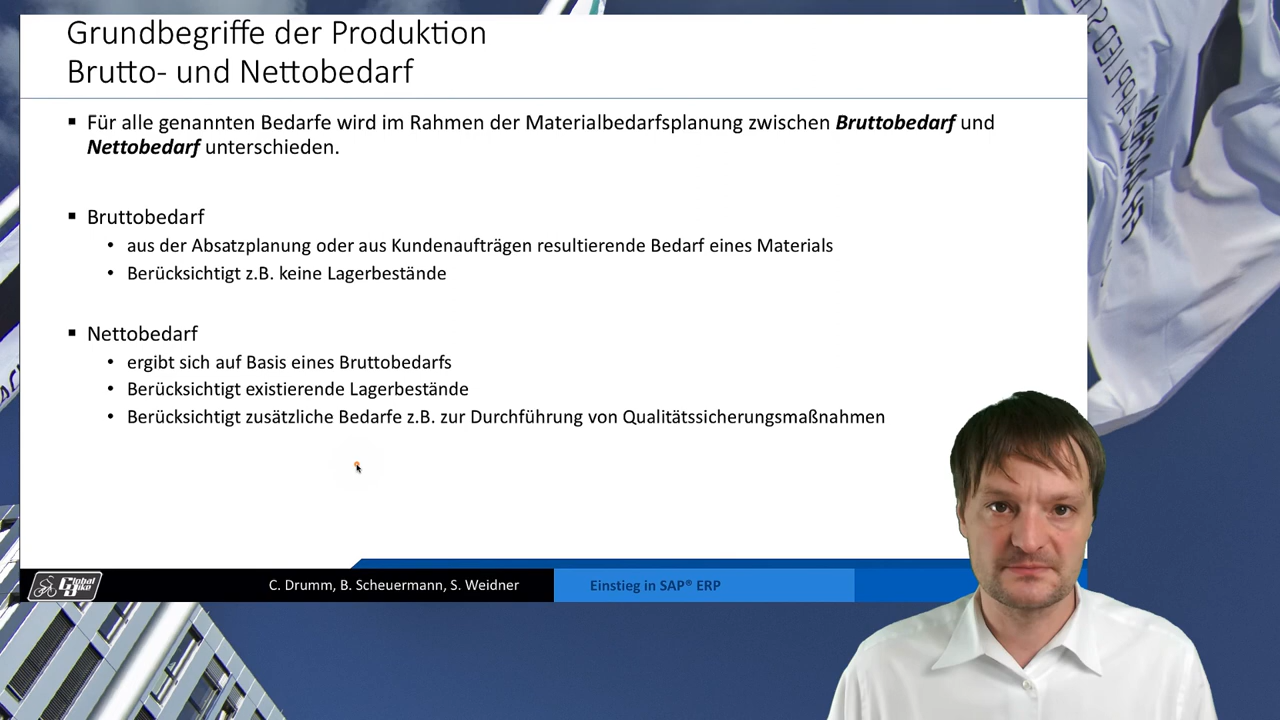 Grundbegriffe der Produktion
Brutto- und Nettobedarf
▪ Für alle genannten Bedarfe wird im Rahmen der Materialbedarfsplanung zwischen Bruttobedarf und
Nettobedarf unterschieden.
▪ Bruttobedarf
• aus der Absatzplanung oder aus Kundenaufträgen resultierende Bedarf eines Materials
• Berücksichtigt z.B. keine Lagerbestände
▪ Nettobedarf
• ergibt sich auf Basis eines Bruttobedarfs
• Berücksichtigt existierende Lagerbestände
• Berücksichtigt zusätzliche Bedarfe z.B. zur Durchführung von Qualitätssicherungsmaßnahmen
Global Bike
C. Drumm, B. Scheuermann, S. Weidner
Einstieg in SAP® ERP